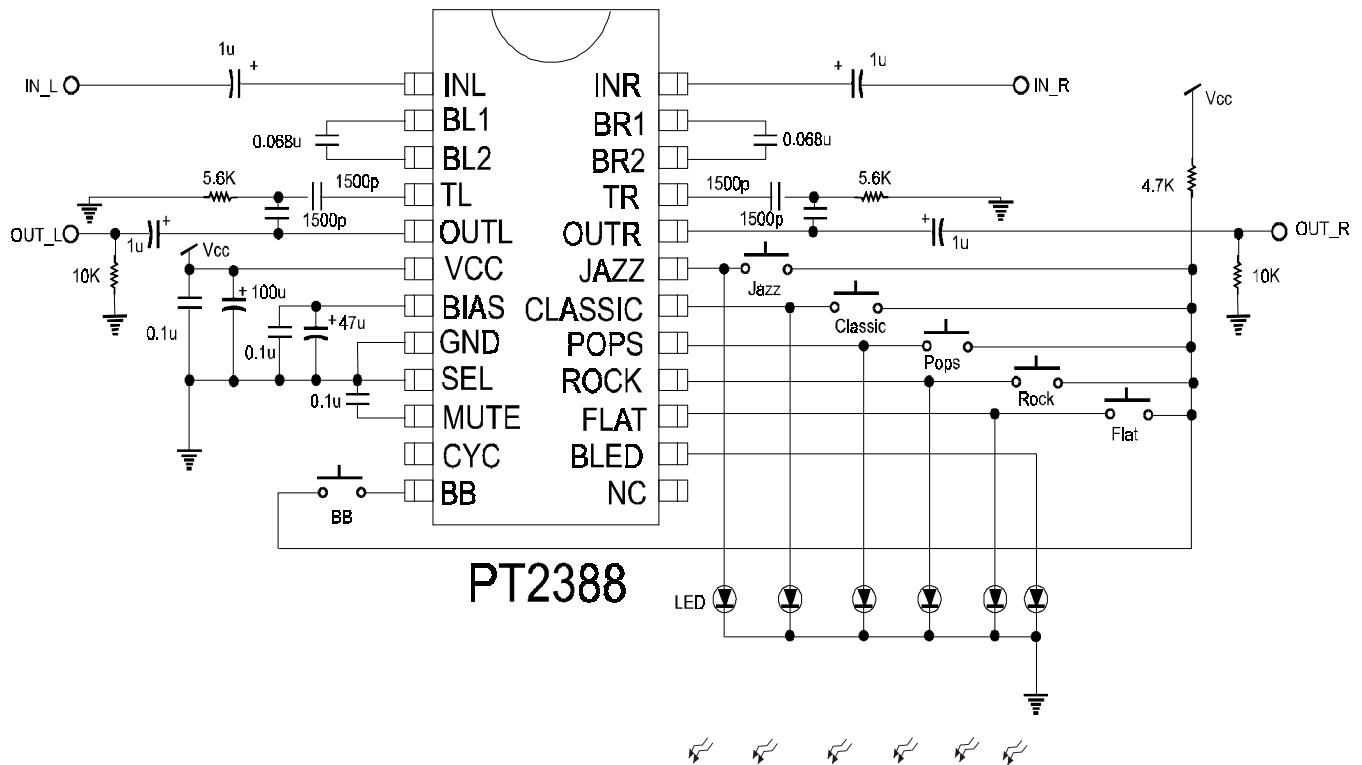 1u
1u
IN_L
+
INL
INR
+
IN_R
Vcc
BL1
BR1
0.068u
0.068u
BL2
BR2
5.6K
1500p
1500p
5.6K
4.7K
TL
TR
1500p
1500p
OUT_L
1u
+
OUTL
OUTR
+
1u
OUT_R
Vcc
10K
VCC
JAZZ
Jazz
10K
+100u
0.1u
BIAS
CLASSIC
Classic
+47u
0.1u
GND
POPS
Pops
SEL
ROCK
Rock
0.1u
MUTE
FLAT
Flat
CYC
BLED
BB
NC
BB
PT2388
LED